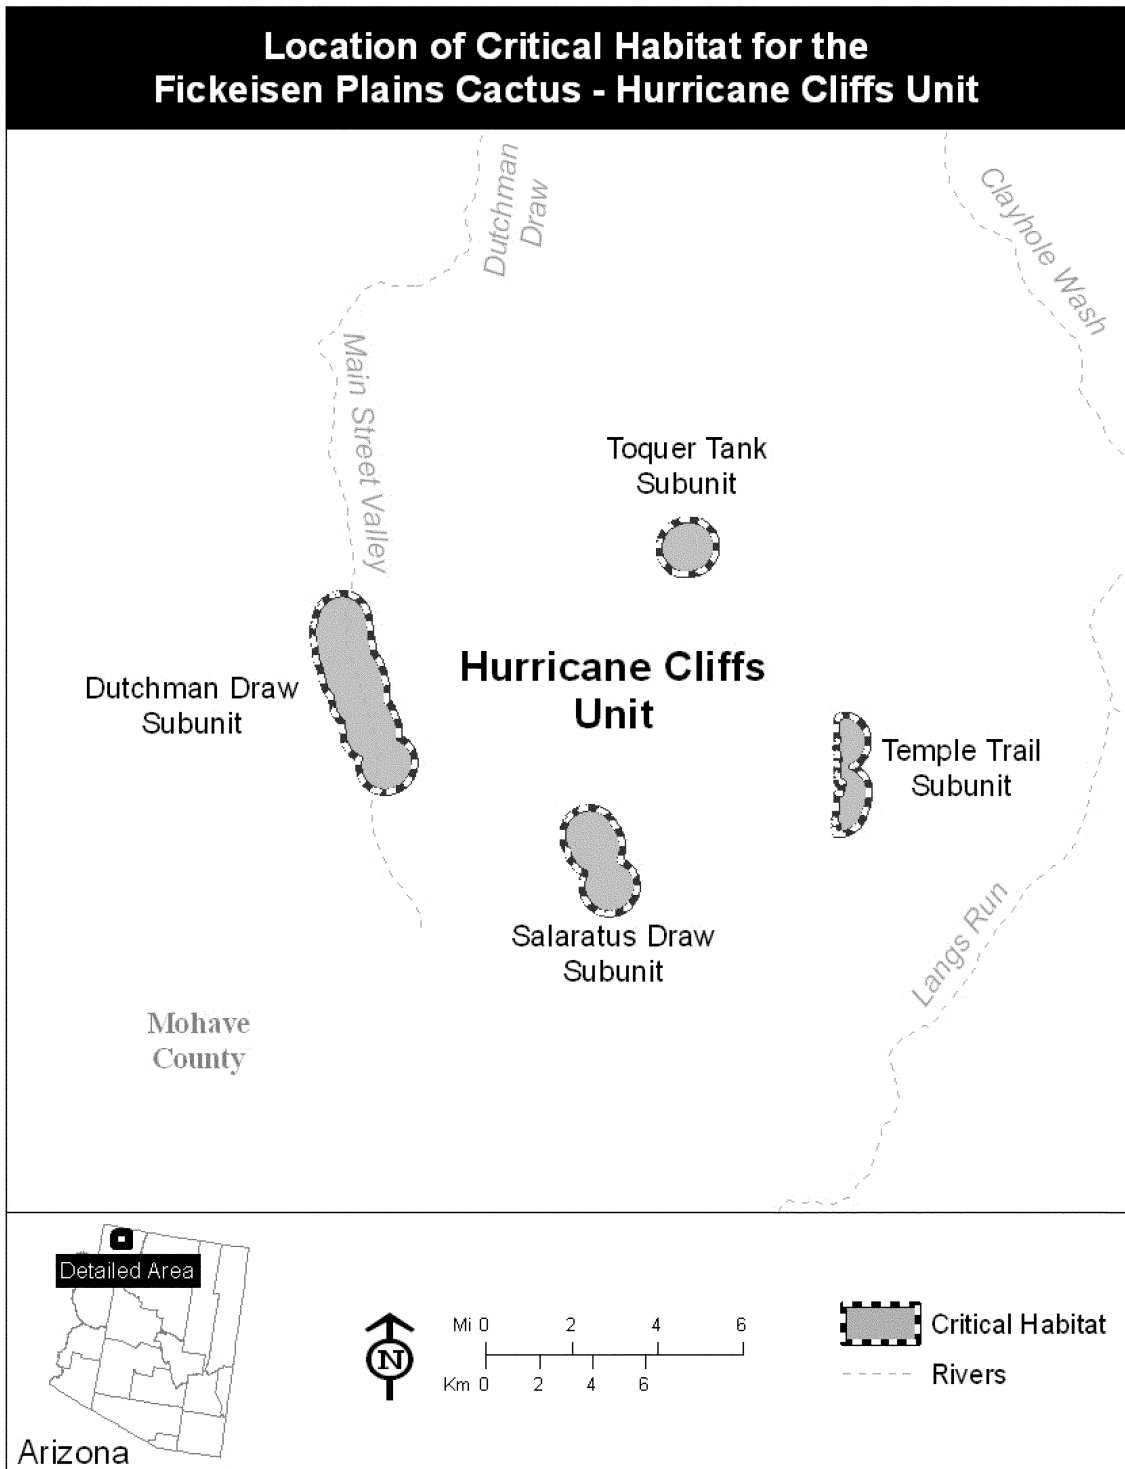 Location of Critical Habitat for the
Fickeisen Plains Cactus - Hurricane Cliffs Unit
Dutchman
Draw
Clayhole Wash
Main Street Valley
Toquer Tank
Subunit
Hurricane Cliffs
Unit
Dutchman Draw
Subunit
Temple Trail
Subunit
Salaratus Draw
Subunit
Langs Run
Mohave
County
Detailed Area
Arizona
N
Mi 0 2 4 6
Km 0 2 4 6
Critical Habitat
Rivers